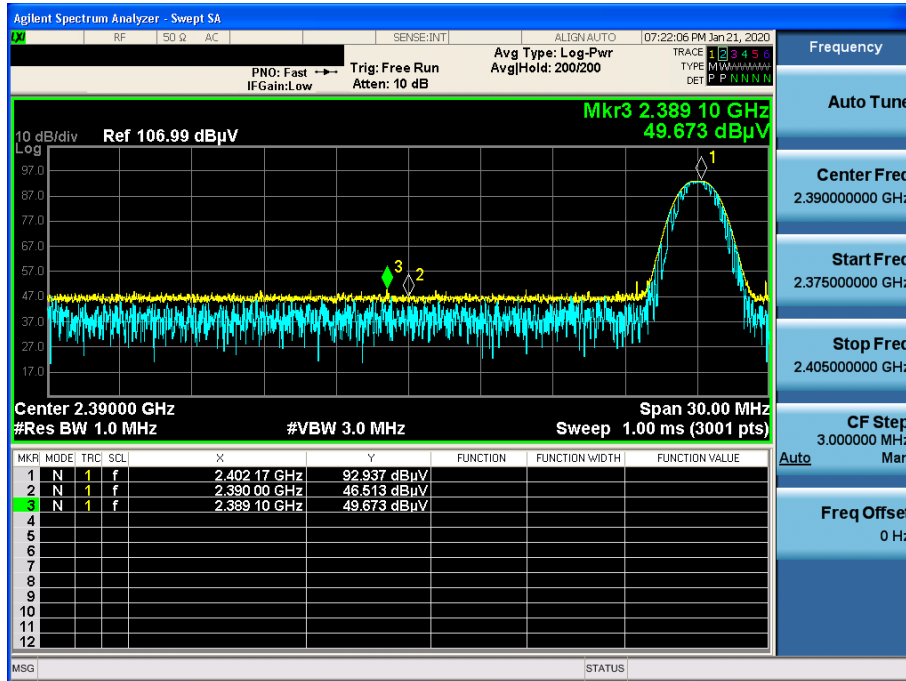 Agilent Spectrum Analyzer - Swept SA
LXI RF 50 Ω AC SENSE:INT ALIGN AUTO 07:22:06 PM Jan 21, 2020
PNO: Fast Trig: Free Run Avg Type: Log-Pwr TRACE 1 2 3 4 5 6
IFGain:Low Atten: 10 dB Avg|Hold: 200/200 TYPE M W
DET P P N N N N
Mkr3 2.389 10 GHz
49.673 dBµV
10 dB/div Ref 106.99 dBµV
Log
97.0
87.0
77.0
67.0
57.0
47.0
37.0
27.0
17.0
1
3
2
Center 2.39000 GHz Span 30.00 MHz
#Res BW 1.0 MHz #VBW 3.0 MHz Sweep 1.00 ms (3001 pts)
MKR MODE TRC SCL X Y FUNCTION FUNCTION WIDTH FUNCTION VALUE
1 N 1 f 2.402 17 GHz 92.937 dBµV
2 N 1 f 2.390 00 GHz 46.513 dBµV
3 N 1 f 2.389 10 GHz 49.673 dBµV
4
5
6
7
8
9
10
11
12
MSG STATUS
Frequency
Auto Tune
Center Freq
2.390000000 GHz
Start Freq
2.375000000 GHz
Stop Freq
2.405000000 GHz
CF Step
3.000000 MHz
Auto Man
Freq Offset
0 Hz